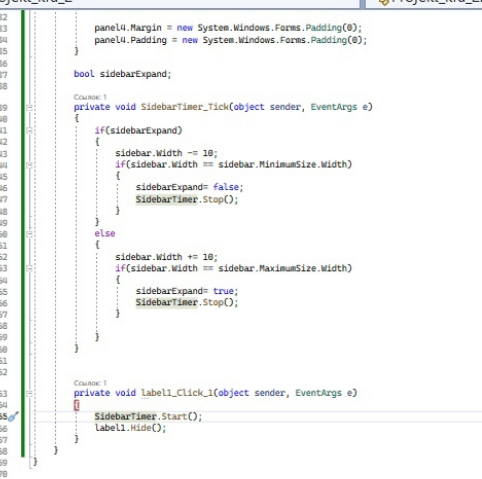 panel4.Margin = new System.Windows.Forms.Padding(0);
panel4.Padding = new System.Windows.Forms.Padding(0);
}
bool sidebarExpand;
Ссылок: 1
private void SidebarTimer_Tick(object sender, EventArgs e)
{
if(sidebarExpand)
{
sidebar.Width -= 10;
if(sidebar.Width == sidebar.MinimumSize.Width)
{
sidebarExpand= false;
SidebarTimer.Stop();
}
}
else
{
sidebar.Width += 10;
if(sidebar.Width == sidebar.MaximumSize.Width)
{
sidebarExpand= true;
SidebarTimer.Stop();
}
}
}
Ссылок: 1
private void label1_Click_1(object sender, EventArgs e)
{
SidebarTimer.Start();
label1.Hide();
}
}
}